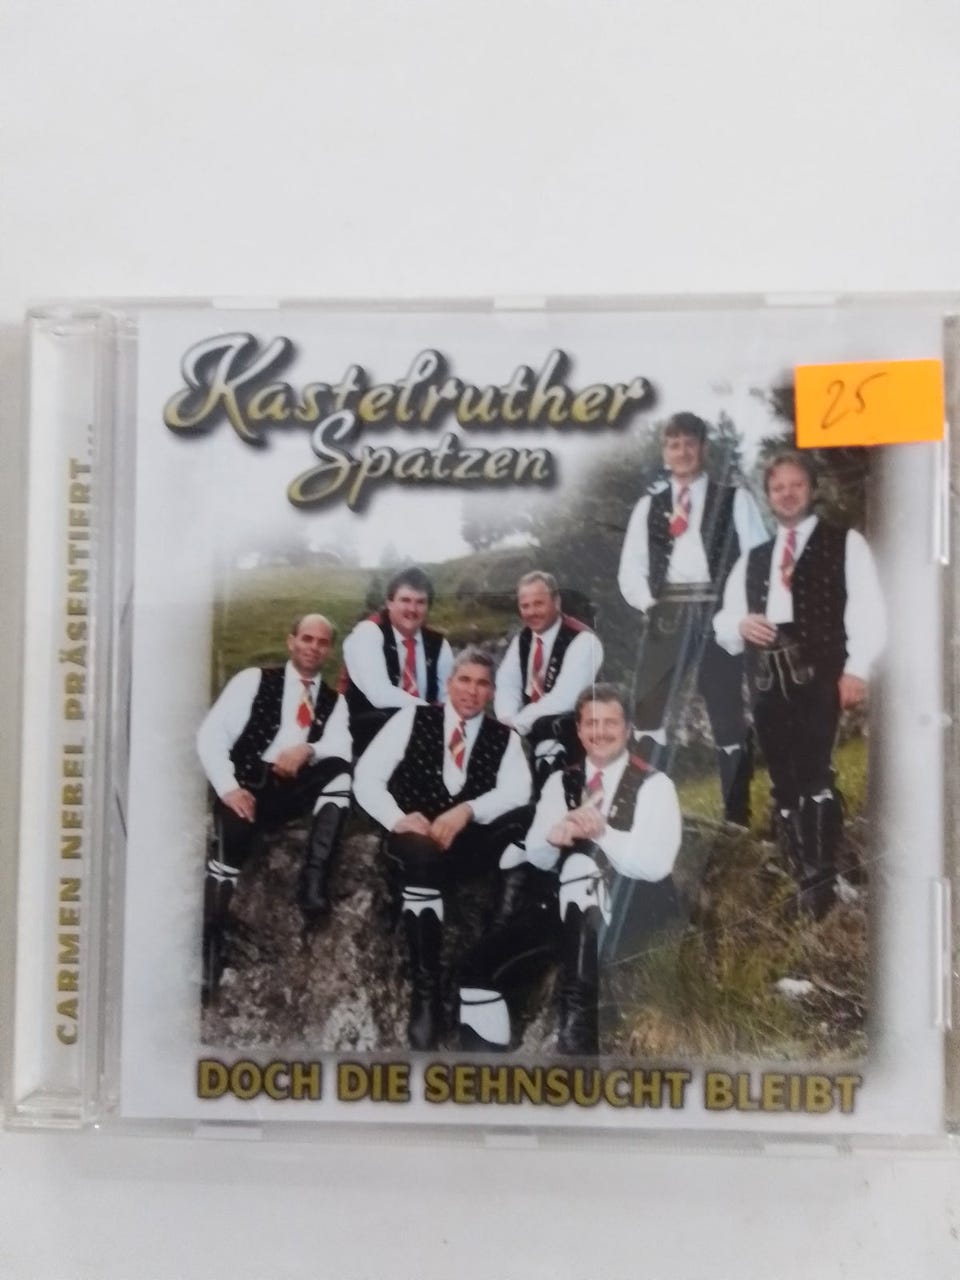 Kastelruther
Spatzen
25
CARMEN NEBEL PRÄSENTIERT...
DOCH DIE SEHNSUCHT BLEIBT